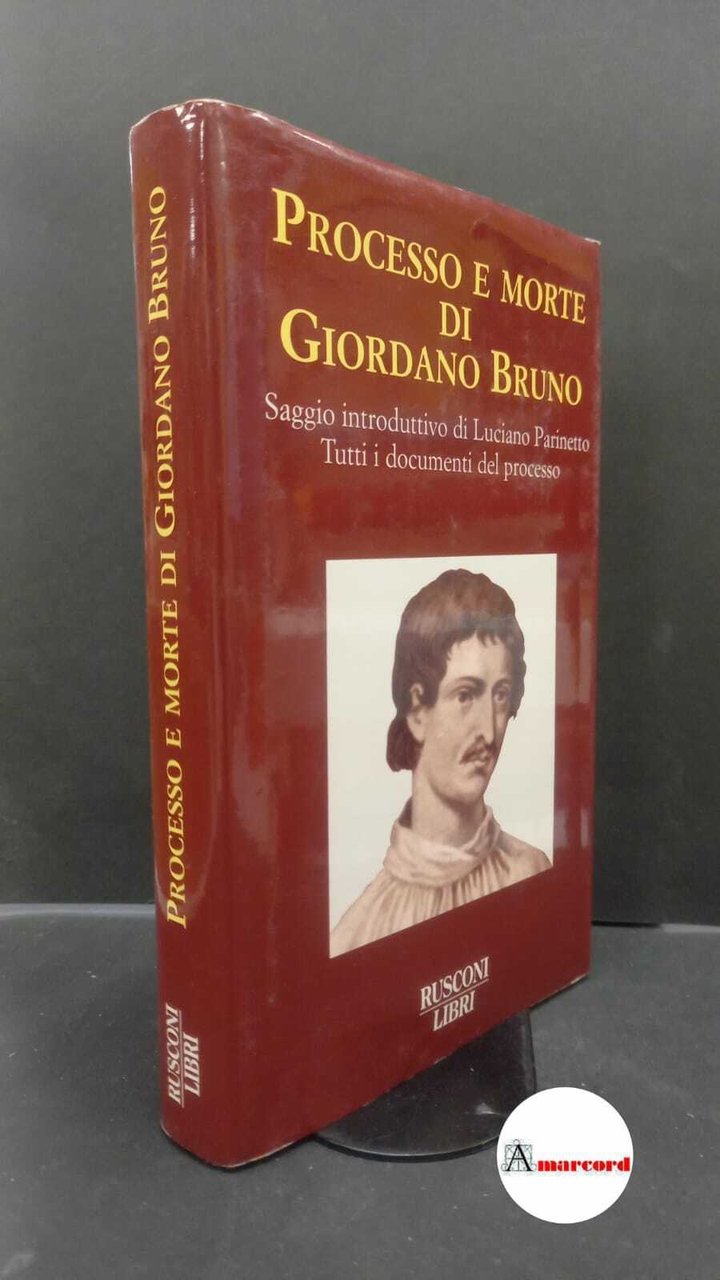 PROCESSO E MORTE DI GIORDANO BRUNO
RUSCONI
LIBRI
PROCESSO E MORTE
DI
GIORDANO BRUNO
Saggio introduttivo di Luciano Parinetto
Tutti i documenti del processo
RUSCONI
LIBRI
Amarcord